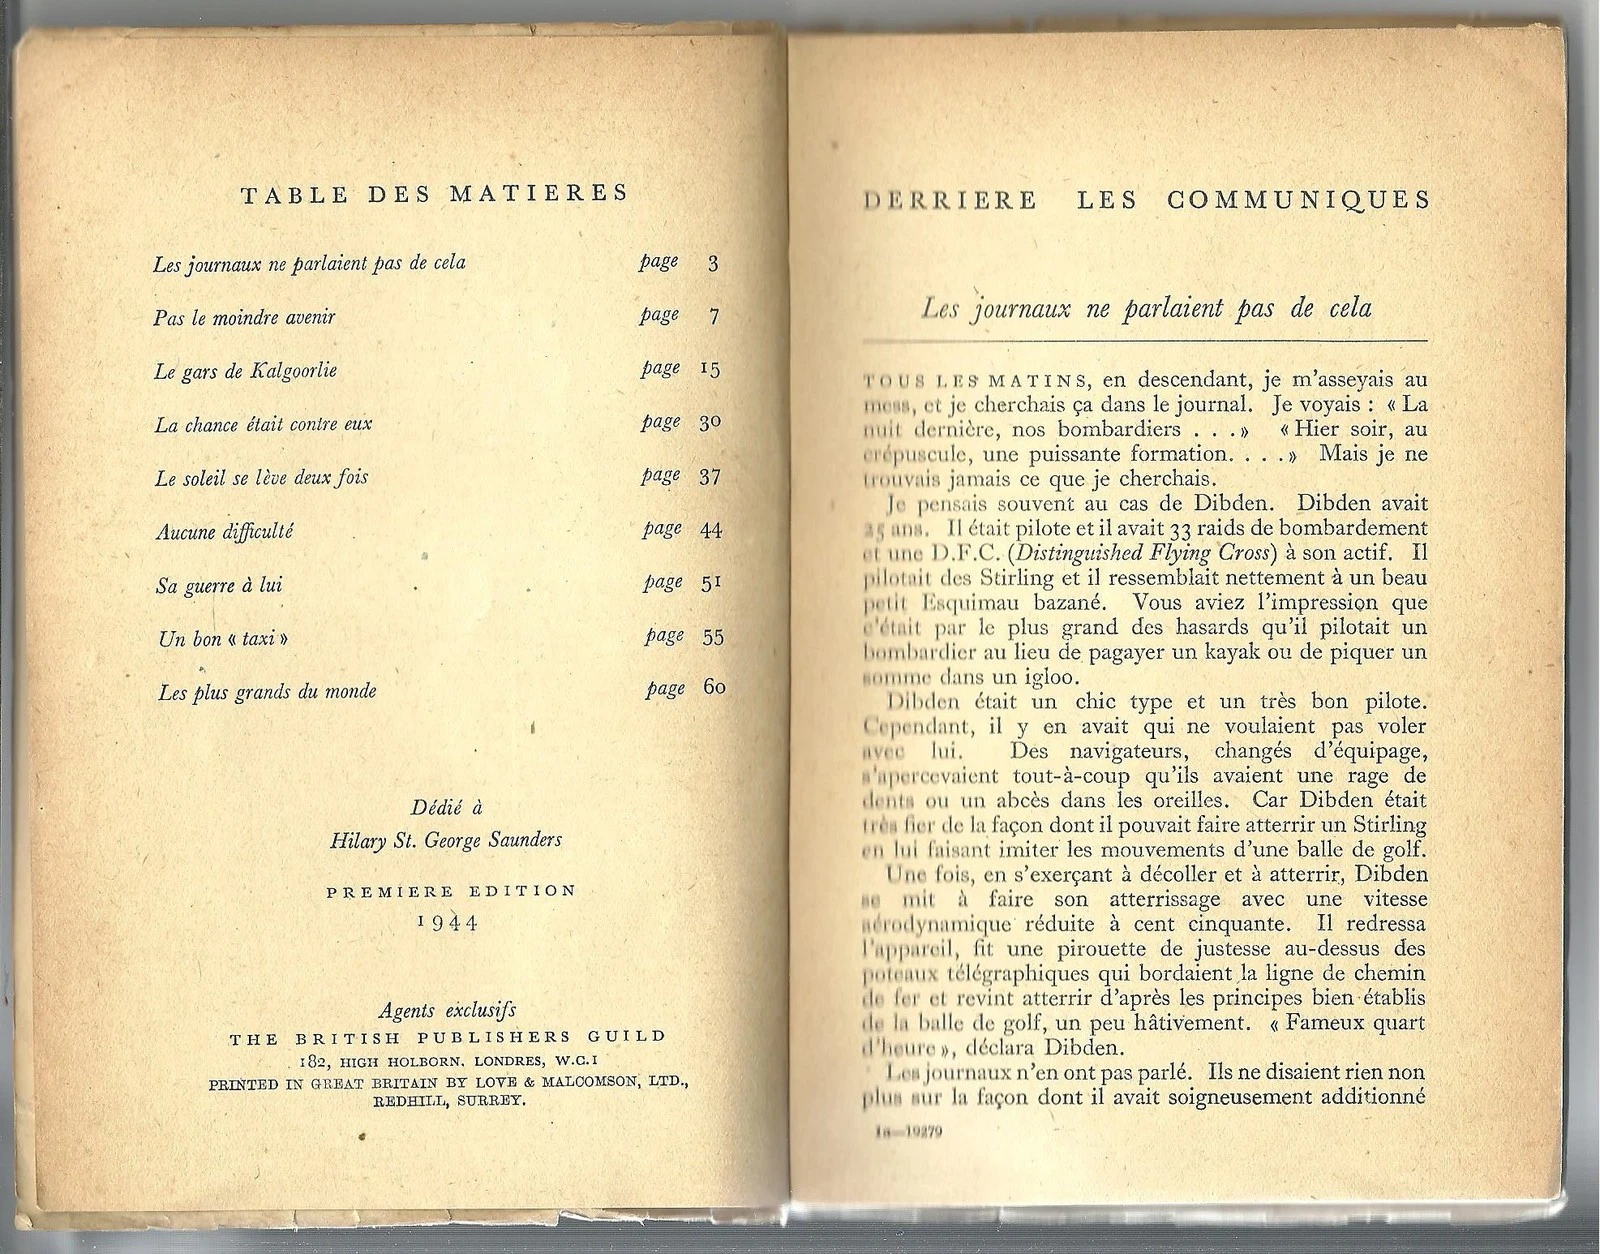 TABLE DES MATIERES
Les journaux ne parlaient pas de cela page 3
Pas le moindre avenir page 7
Le gars de Kalgoorlie page 15
La chance était contre eux page 30
Le soleil se lève deux fois page 37
Aucune difficulté page 44
Sa guerre à lui page 51
Un bon « taxi » page 55
Les plus grands du monde page 60
Dédié à
Hilary St. George Saunders
PREMIERE EDITION
1944
Agents exclusifs
THE BRITISH PUBLISHERS GUILD
182, HIGH HOLBORN, LONDRES, W.C.1
PRINTED IN GREAT BRITAIN BY LOVE & MALCOMSON, LTD.,
REDHILL, SURREY.
DERRIERE LES COMMUNIQUES
Les journaux ne parlaient pas de cela
TOUS LES MATINS, en descendant, je m'asseyais au
mess, et je cherchais ça dans le journal. Je voyais : « La
nuit dernière, nos bombardiers . . .» « Hier soir, au
crépuscule, une puissante formation. . . .» Mais je ne
trouvais jamais ce que je cherchais.
Je pensais souvent au cas de Dibden. Dibden avait
25 ans. Il était pilote et il avait 33 raids de bombardement
et une D.F.C. (Distinguished Flying Cross) à son actif. Il
pilotait des Stirling et il ressemblait nettement à un beau
petit Esquimau bazané. Vous aviez l'impression que
c'était par le plus grand des hasards qu'il pilotait un
bombardier au lieu de pagayer un kayak ou de piquer un
somme dans un igloo.
Dibden était un chic type et un très bon pilote.
Cependant, il y en avait qui ne voulaient pas voler
avec lui. Des navigateurs, changés d'équipage,
s'apercevaient tout-à-coup qu'ils avaient une rage de
dents ou un abcès dans les oreilles. Car Dibden était
très fier de la façon dont il pouvait faire atterrir un Stirling
en lui faisant imiter les mouvements d'une balle de golf.
Une fois, en s'exerçant à décoller et à atterrir, Dibden
se mit à faire son atterrissage avec une vitesse
aérodynamique réduite à cent cinquante. Il redressa
l'appareil, fit une pirouette de justesse au-dessus des
poteaux télégraphiques qui bordaient la ligne de chemin
de fer et revint atterrir d'après les principes bien établis
de la balle de golf, un peu hâtivement. « Fameux quart
d'heure », déclara Dibden.
Les journaux n'en ont pas parlé. Ils ne disaient rien non
plus sur la façon dont il avait soigneusement additionné
1a—19279